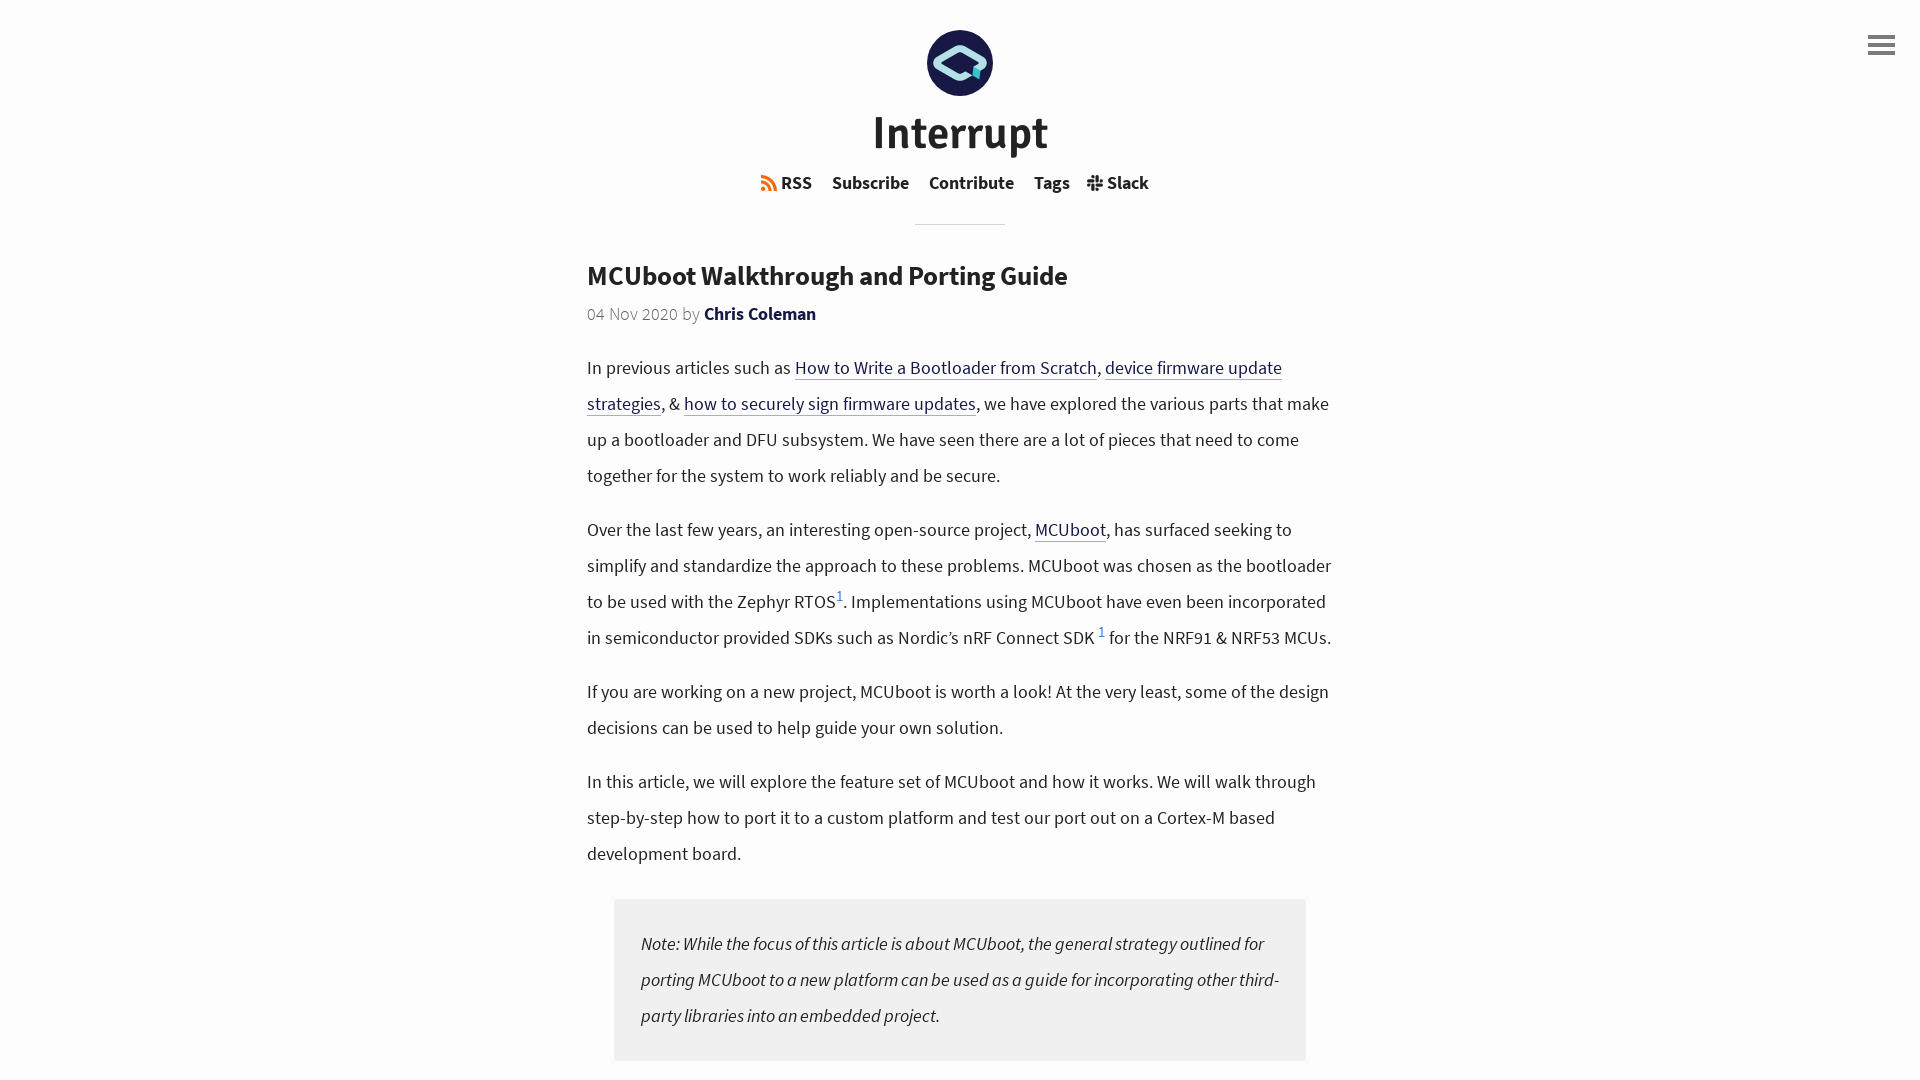 Interrupt
RSS Subscribe Contribute Tags Slack
MCUboot Walkthrough and Porting Guide
04 Nov 2020 by Chris Coleman
In previous articles such as How to Write a Bootloader from Scratch, device firmware update
strategies, & how to securely sign firmware updates, we have explored the various parts that make
up a bootloader and DFU subsystem. We have seen there are a lot of pieces that need to come
together for the system to work reliably and be secure.
Over the last few years, an interesting open-source project, MCUboot, has surfaced seeking to
simplify and standardize the approach to these problems. MCUboot was chosen as the bootloader
to be used with the Zephyr RTOS1. Implementations using MCUboot have even been incorporated
in semiconductor provided SDKs such as Nordic’s nRF Connect SDK 1 for the NRF91 & NRF53 MCUs.
If you are working on a new project, MCUboot is worth a look! At the very least, some of the design
decisions can be used to help guide your own solution.
In this article, we will explore the feature set of MCUboot and how it works. We will walk through
step-by-step how to port it to a custom platform and test our port out on a Cortex-M based
development board.
Note: While the focus of this article is about MCUboot, the general strategy outlined for
porting MCUboot to a new platform can be used as a guide for incorporating other third-
party libraries into an embedded project.